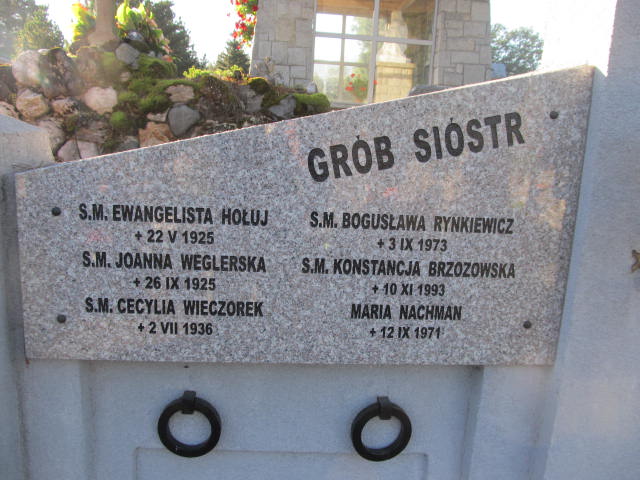 GRÓB SIÓSTR
S.M. EWANGELISTA HOŁUJ
+ 22 V 1925
S.M. JOANNA WEGLERSKA
+ 26 IX 1925
S.M. CECYLIA WIECZOREK
+ 2 VII 1936
S.M. BOGUSŁAWA RYNKIEWICZ
+ 3 IX 1973
S.M. KONSTANCJA BRZOZOWSKA
+ 10 XI 1993
MARIA NACHMAN
+ 12 IX 1971